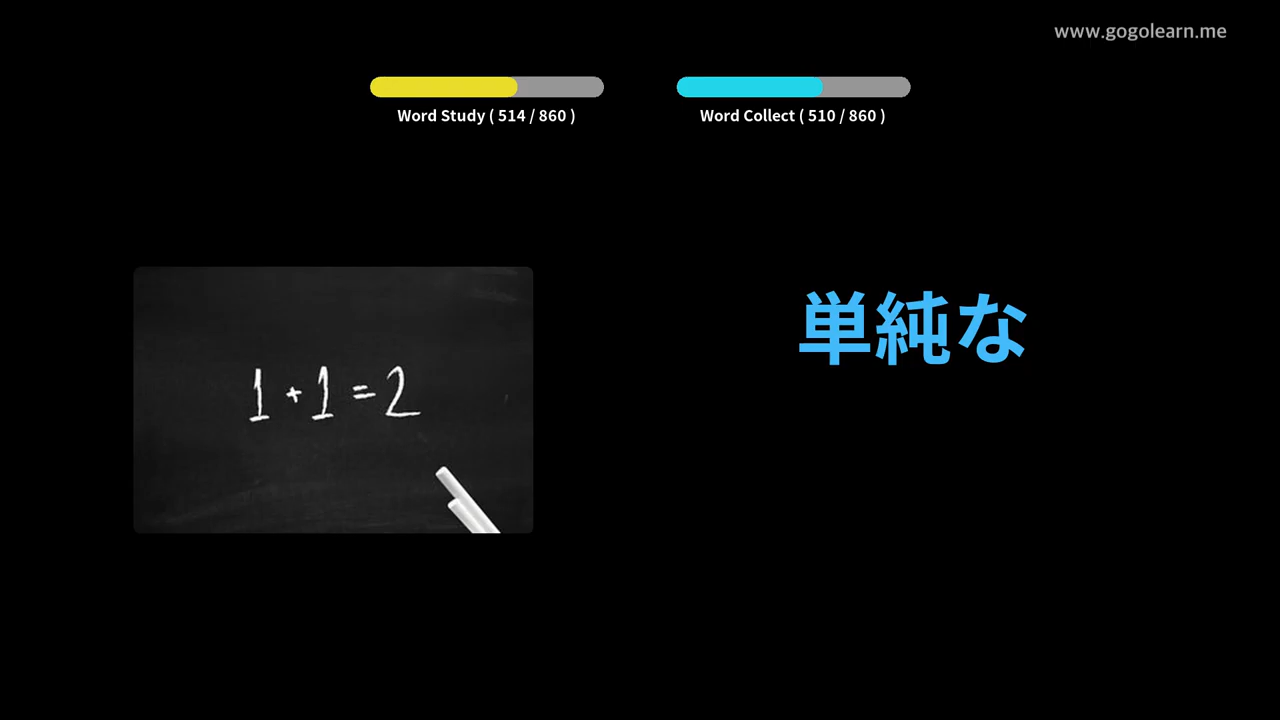 www.gogolearn.me
Word Study ( 514 / 860 )
Word Collect ( 510 / 860 )
単純な
1 + 1 = 2